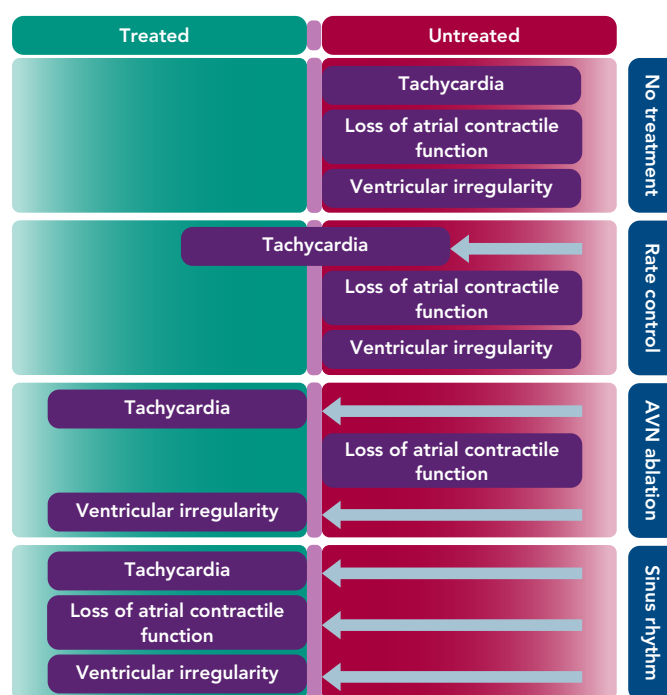 Treated
Untreated
No treatment
Tachycardia
Loss of atrial contractile
function
Ventricular irregularity
Rate control
Tachycardia
Loss of atrial contractile
function
Ventricular irregularity
AVN ablation
Tachycardia
Loss of atrial contractile
function
Ventricular irregularity
Sinus rhythm
Tachycardia
Loss of atrial contractile
function
Ventricular irregularity